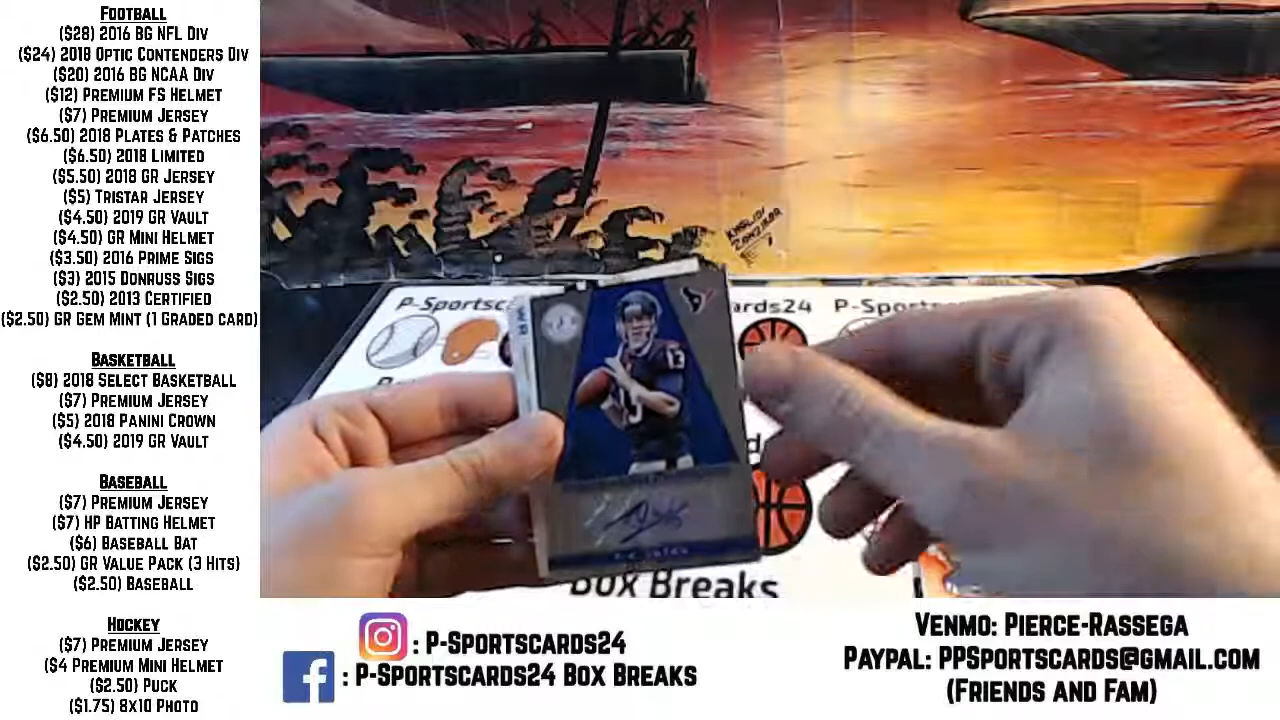 FOOTBALL
($28) 2016 BG NFL DIV
($24) 2018 OPTIC CONTENDERS DIV
($20) 2016 BG NCAA DIV
($12) PREMIUM FS HELMET
($7) PREMIUM JERSEY
($6.50) 2018 PLATES & PATCHES
($6.50) 2018 LIMITED
($5.50) 2018 GR JERSEY
($5) TRISTAR JERSEY
($4.50) 2019 GR VAULT
($4.50) GR MINI HELMET
($3.50) 2016 PRIME SIGS
($3) 2015 DONRUSS SIGS
($2.50) 2013 CERTIFIED
($2.50) GR GEM MINT (1 GRADED CARD)
BASKETBALL
($8) 2018 SELECT BASKETBALL
($7) PREMIUM JERSEY
($5) 2018 PANINI CROWN
($4.50) 2019 GR VAULT
BASEBALL
($7) PREMIUM JERSEY
($7) HP BATTING HELMET
($6) BASEBALL BAT
($2.50) GR VALUE PACK (3 HITS)
($2.50) BASEBALL
HOCKEY
($7) PREMIUM JERSEY
($4 PREMIUM MINI HELMET
($2.50) PUCK
($1.75) 8X10 PHOTO
P-Sportsc
ards24
P-Spor
13
Box Breaks
: P-SPORTSCARDS24
: P-SPORTSCARDS24 BOX BREAKS
VENMO: PIERCE-RASSEGA
PAYPAL: PPSPORTSCARDS@GMAIL.COM
(FRIENDS AND FAM)